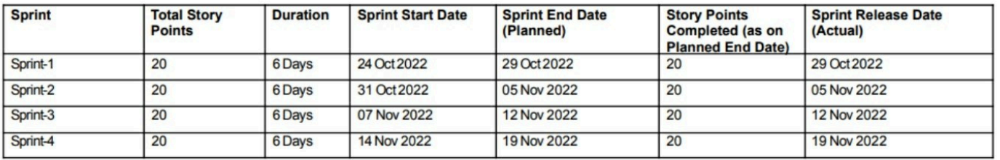 Sprint Total Story Points Duration Sprint Start Date Sprint End Date (Planned) Story Points Completed (as on Planned End Date) Sprint Release Date (Actual)
Sprint-1 20 6 Days 24 Oct 2022 29 Oct 2022 20 29 Oct 2022
Sprint-2 20 6 Days 31 Oct 2022 05 Nov 2022 20 05 Nov 2022
Sprint-3 20 6 Days 07 Nov 2022 12 Nov 2022 20 12 Nov 2022
Sprint-4 20 6 Days 14 Nov 2022 19 Nov 2022 20 19 Nov 2022